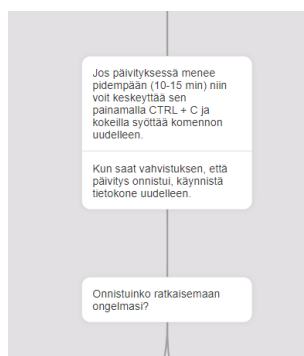 Jos päivityksessä menee
pidempään (10-15 min) niin
voit keskeyttää sen
painamalla CTRL + C ja
kokeilla syöttää komennon
uudelleen.
Kun saat vahvistuksen, että
päivitys onnistui, käynnistä
tietokone uudelleen.
Onnistuinko ratkaisemaan
ongelmasi?